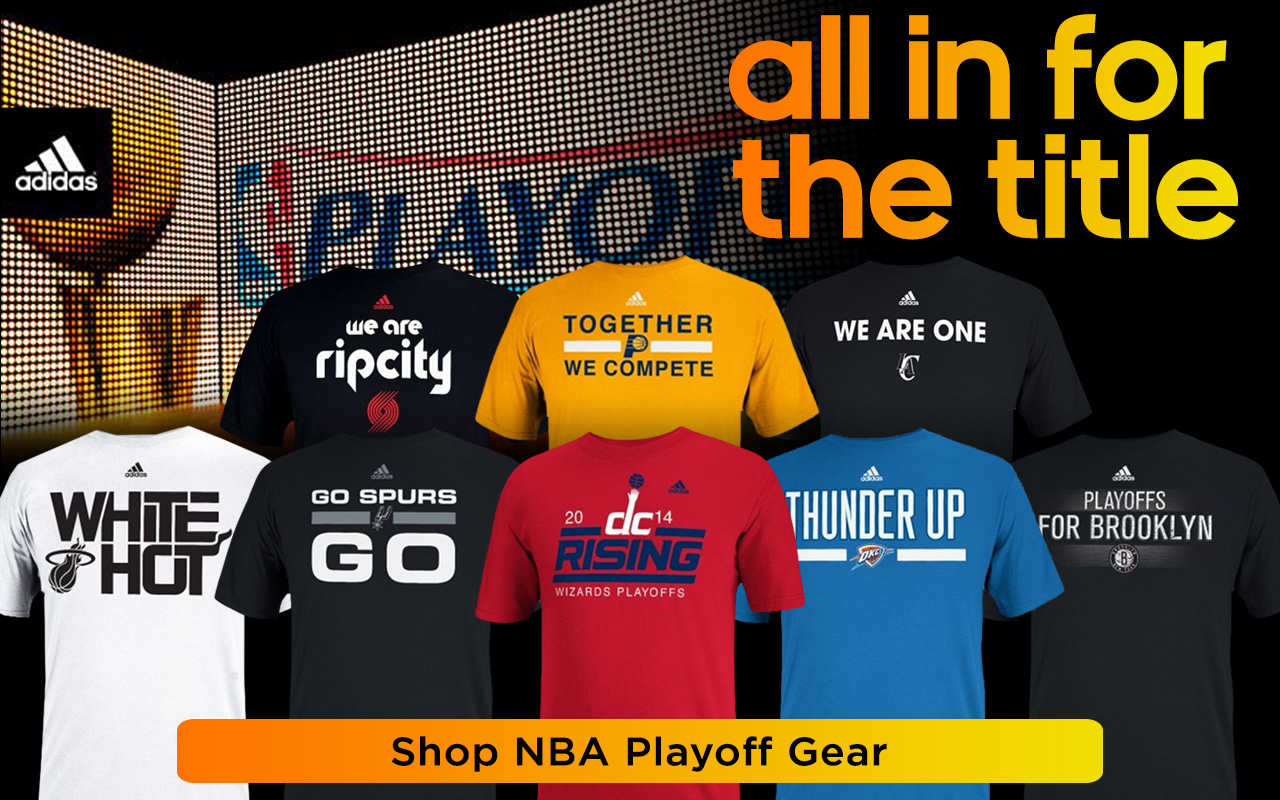 all in for
the title
adidas
PLAYOF
adidas
we are
ripcity
adidas
TOGETHER
P
WE COMPETE
adidas
WE ARE ONE
adidas
WHITE
HOT
adidas
GO SPURS
GO
adidas
20 dc 14
RISING
WIZARDS PLAYOFFS
adidas
THUNDER UP
OKC
adidas
PLAYOFFS
FOR BROOKLYN
B
Shop NBA Playoff Gear